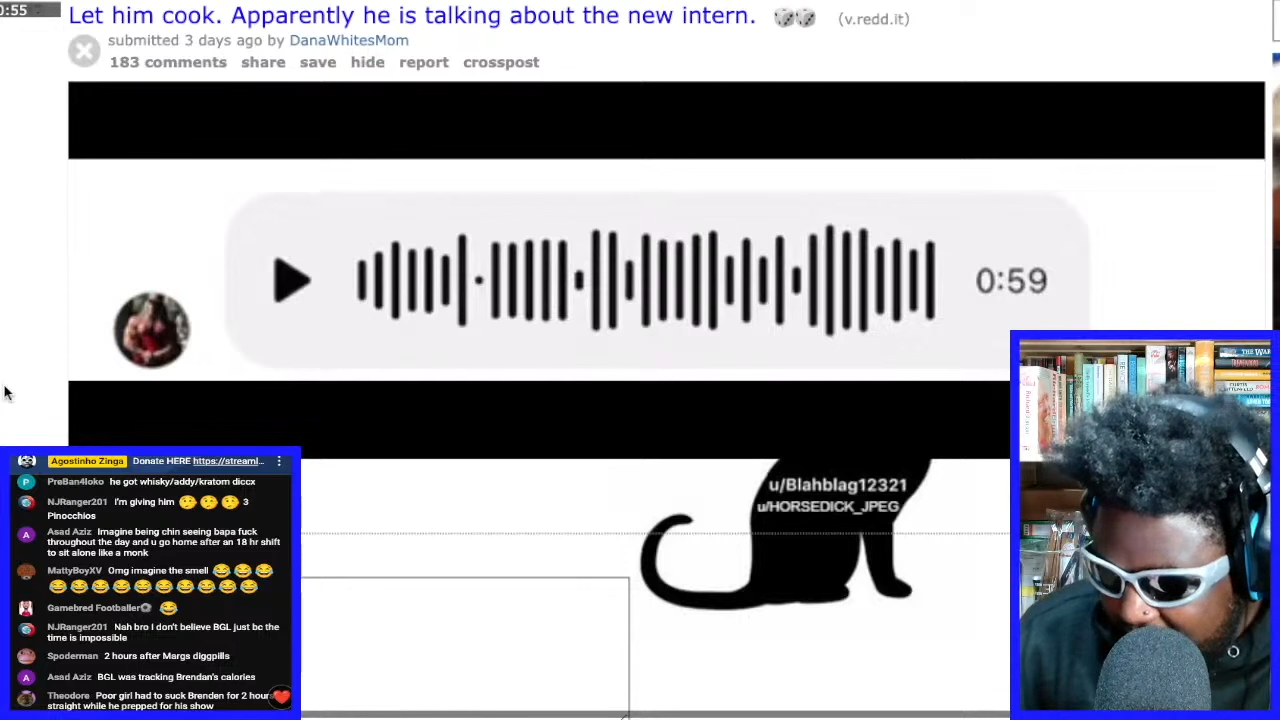 0:55
Let him cook. Apparently he is talking about the new intern. (v.redd.it)
submitted 3 days ago by DanaWhitesMom
183 comments share save hide report crosspost
0:59
u/Blahblag12321
u/HORSEDICK_JPEG
Agostinho Zinga Donate HERE https://streaml...
PreBan4loko he got whisky/addy/kratom diccx
NJRanger201 I'm giving him 🤥 🤥 🤥 3
Pinocchios
Asad Aziz Imagine being chin seeing bapa fuck
throughout the day and u go home after an 18 hr shift
to sit alone like a monk
MattyBoyXV Omg imagine the smell 😂 😂 😂
😂 😂 😂 😂 😂 😂 😂 😂 😂 😂
Gamebred Footballer⚽ 😂
NJRanger201 Nah bro I don't believe BGL just bc the
time is impossible
Spoderman 2 hours after Margs diggpills
Asad Aziz BGL was tracking Brendan's calories
Theodore Poor girl had to suck Brenden for 2 hours
straight while he prepped for his show
THE WAR
CURTIS